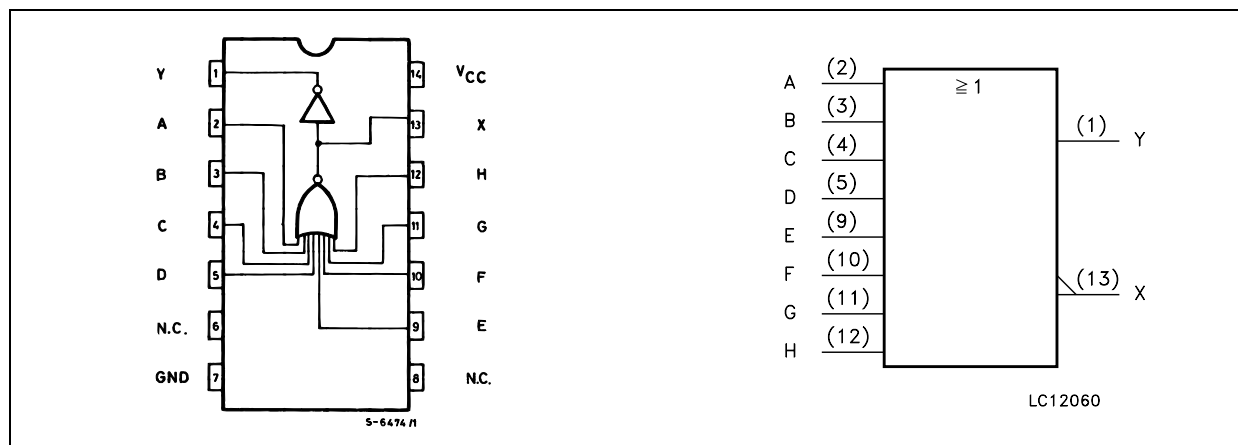 Y 1 14 VCC
A 2 13 X
B 3 12 H
C 4 11 G
D 5 10 F
N.C. 6 9 E
GND 7 8 N.C.
S-6474/1
≧ 1
A (2)
B (3)
C (4)
D (5)
E (9)
F (10)
G (11)
H (12)
(1) Y
(13) X
LC12060